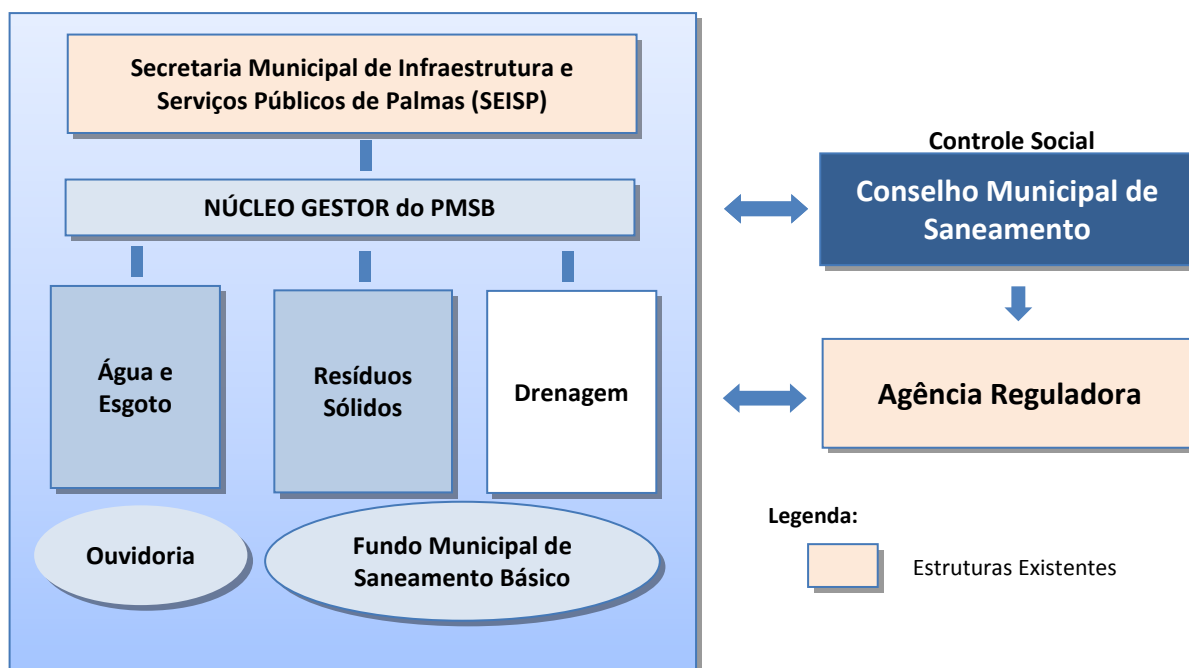 Secretaria Municipal de Infraestrutura e
Serviços Públicos de Palmas (SEISP)
NÚCLEO GESTOR do PMSB
Água e
Esgoto
Resíduos
Sólidos
Drenagem
Ouvidoria
Fundo Municipal de
Saneamento Básico
Controle Social
Conselho Municipal de
Saneamento
Agência Reguladora
Legenda:
Estruturas Existentes